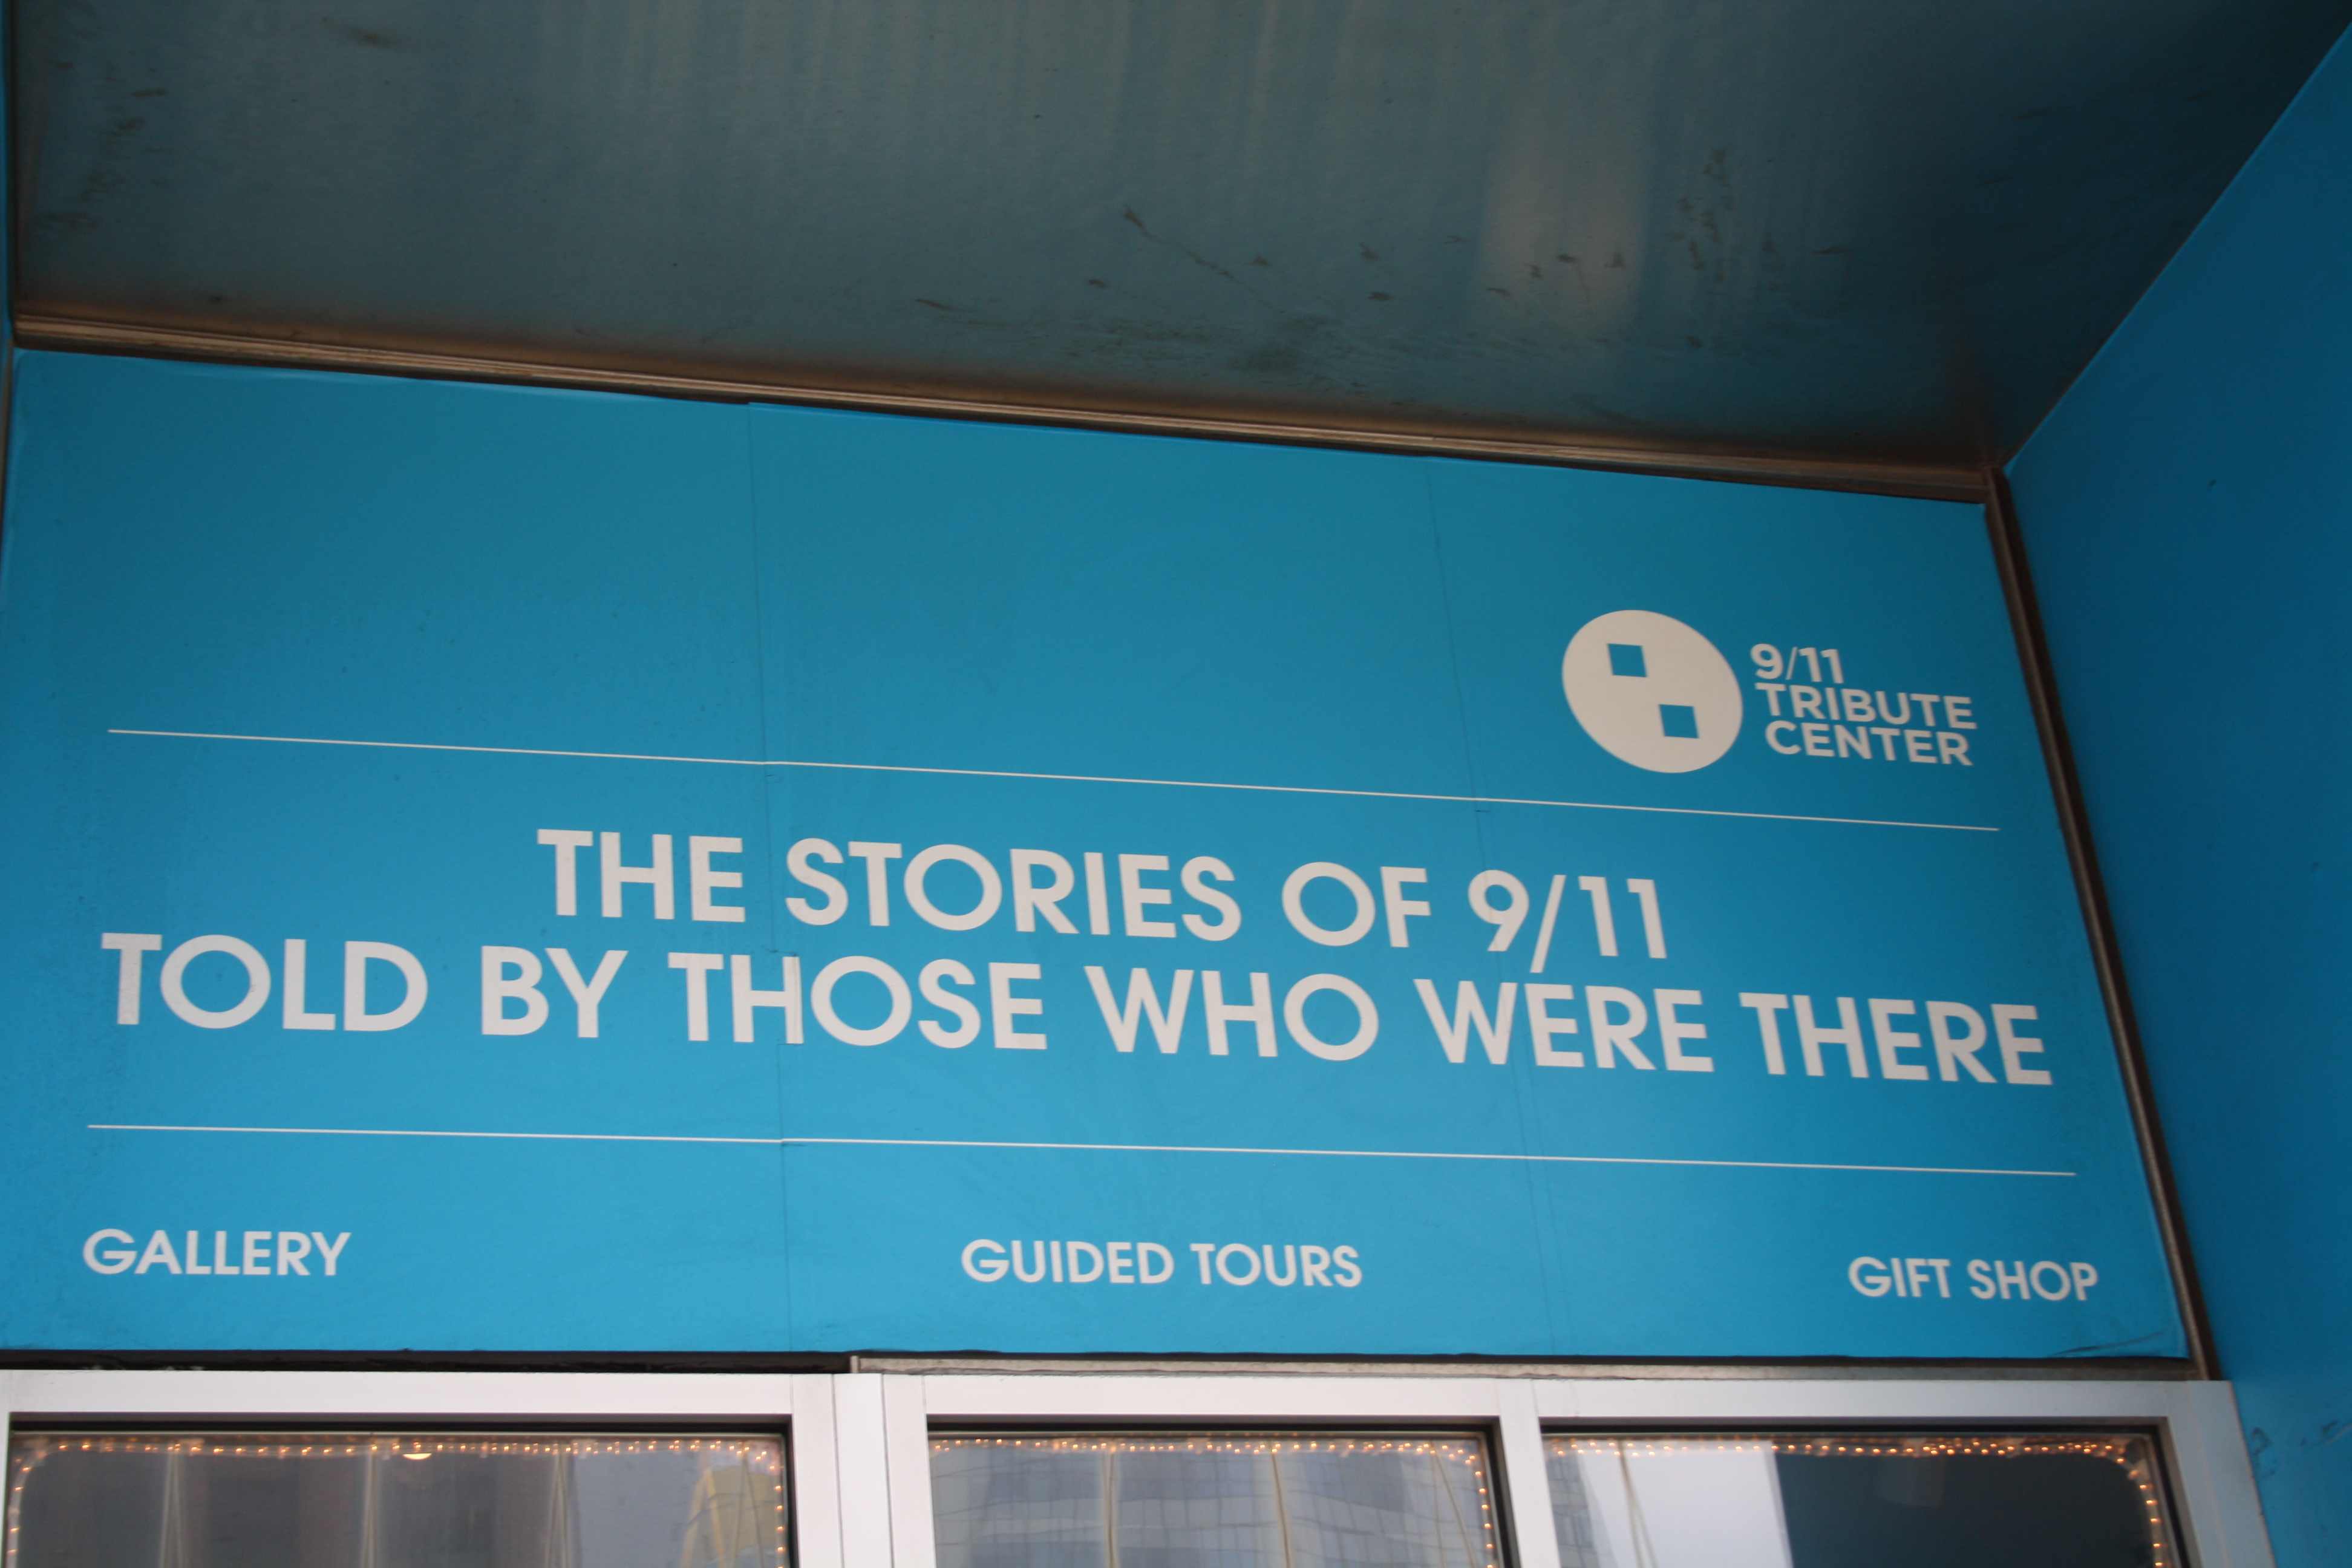 9/11
TRIBUTE
CENTER
THE STORIES OF 9/11
TOLD BY THOSE WHO WERE THERE
GALLERY
GUIDED TOURS
GIFT SHOP